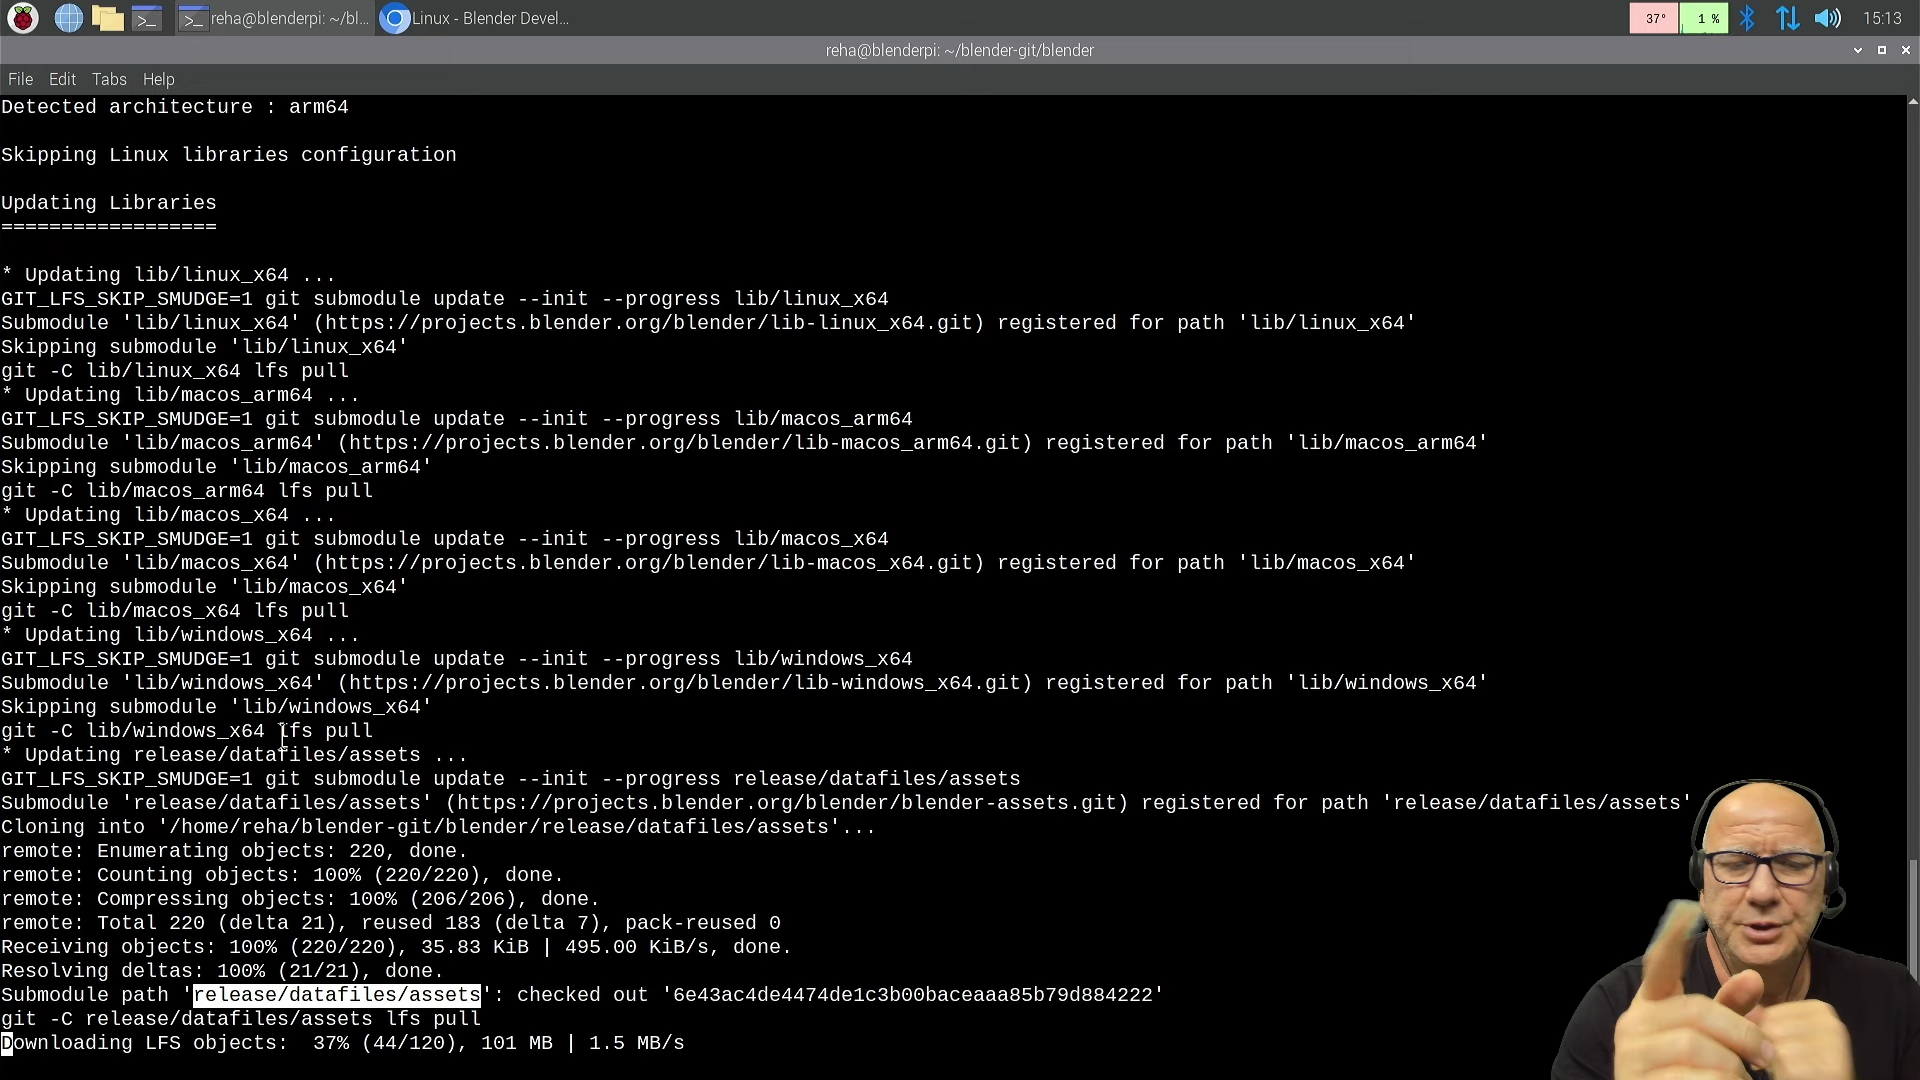 reha@blenderpi: ~/bl... Linux - Blender Devel... 37° 1 % 15:13
reha@blenderpi: ~/blender-git/blender
File Edit Tabs Help
Detected architecture : arm64
Skipping Linux libraries configuration
Updating Libraries
==================
* Updating lib/linux_x64 ...
GIT_LFS_SKIP_SMUDGE=1 git submodule update --init --progress lib/linux_x64
Submodule 'lib/linux_x64' (https://projects.blender.org/blender/lib-linux_x64.git) registered for path 'lib/linux_x64'
Skipping submodule 'lib/linux_x64'
git -C lib/linux_x64 lfs pull
* Updating lib/macos_arm64 ...
GIT_LFS_SKIP_SMUDGE=1 git submodule update --init --progress lib/macos_arm64
Submodule 'lib/macos_arm64' (https://projects.blender.org/blender/lib-macos_arm64.git) registered for path 'lib/macos_arm64'
Skipping submodule 'lib/macos_arm64'
git -C lib/macos_arm64 lfs pull
* Updating lib/macos_x64 ...
GIT_LFS_SKIP_SMUDGE=1 git submodule update --init --progress lib/macos_x64
Submodule 'lib/macos_x64' (https://projects.blender.org/blender/lib-macos_x64.git) registered for path 'lib/macos_x64'
Skipping submodule 'lib/macos_x64'
git -C lib/macos_x64 lfs pull
* Updating lib/windows_x64 ...
GIT_LFS_SKIP_SMUDGE=1 git submodule update --init --progress lib/windows_x64
Submodule 'lib/windows_x64' (https://projects.blender.org/blender/lib-windows_x64.git) registered for path 'lib/windows_x64'
Skipping submodule 'lib/windows_x64'
git -C lib/windows_x64 lfs pull
* Updating release/datafiles/assets ...
GIT_LFS_SKIP_SMUDGE=1 git submodule update --init --progress release/datafiles/assets
Submodule 'release/datafiles/assets' (https://projects.blender.org/blender/blender-assets.git) registered for path 'release/datafiles/assets'
Cloning into '/home/reha/blender-git/blender/release/datafiles/assets'...
remote: Enumerating objects: 220, done.
remote: Counting objects: 100% (220/220), done.
remote: Compressing objects: 100% (206/206), done.
remote: Total 220 (delta 21), reused 183 (delta 7), pack-reused 0
Receiving objects: 100% (220/220), 35.83 KiB | 495.00 KiB/s, done.
Resolving deltas: 100% (21/21), done.
Submodule path 'release/datafiles/assets': checked out '6e43ac4de4474de1c3b00baceaaa85b79d884222'
git -C release/datafiles/assets lfs pull
Downloading LFS objects:  37% (44/120), 101 MB | 1.5 MB/s